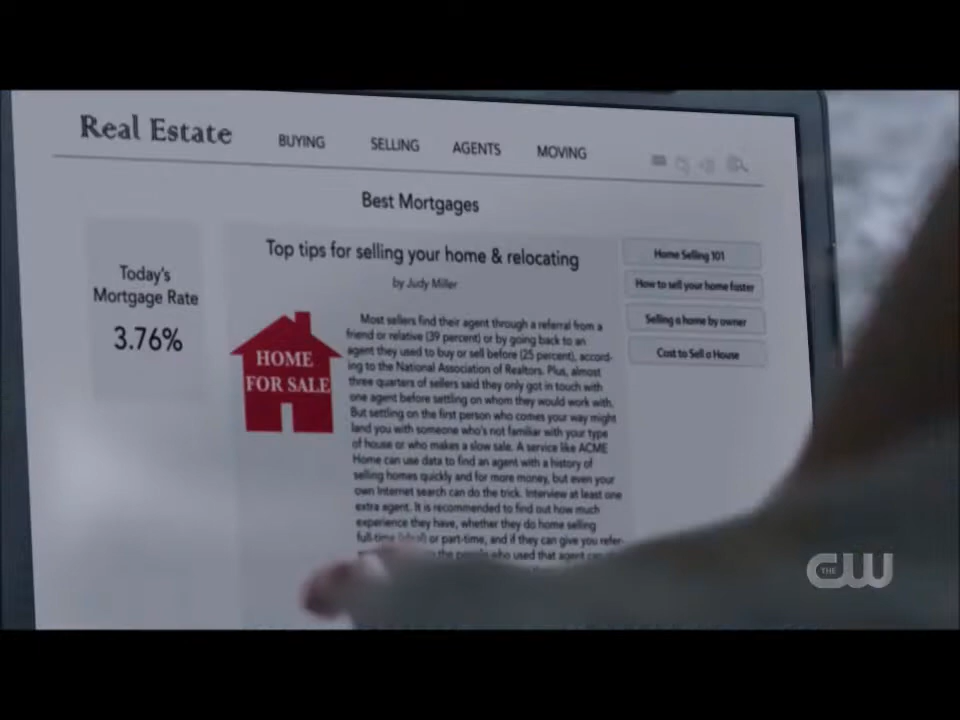 Real Estate
BUYING
SELLING
AGENTS
MOVING
Best Mortgages
Today's
Mortgage Rate
3.76%
Top tips for selling your home & relocating
by Judy Miller
HOME
FOR SALE
Most sellers find their agent through a referral from a
friend or relative (39 percent) or by going back to an
agent they used to buy or sell before (25 percent), accord-
ing to the National Association of Realtors. Plus, almost
three quarters of sellers said they only got in touch with
one agent before settling on whom they would work with.
But settling on the first person who comes your way might
land you with someone who's not familiar with your type
of house or who makes a slow sale. A service like ACME
Home can use data to find an agent with a history of
selling homes quickly and for more money, but even your
own Internet search can do the trick. Interview at least one
extra agent. It is recommended to find out how much
experience they have, whether they do home selling
full-time (ideal) or part-time, and if they can give you refer-
the people who used that agent
Home Selling 101
How to sell your home faster
Selling a home by owner
Cost to Sell a House
THE CW